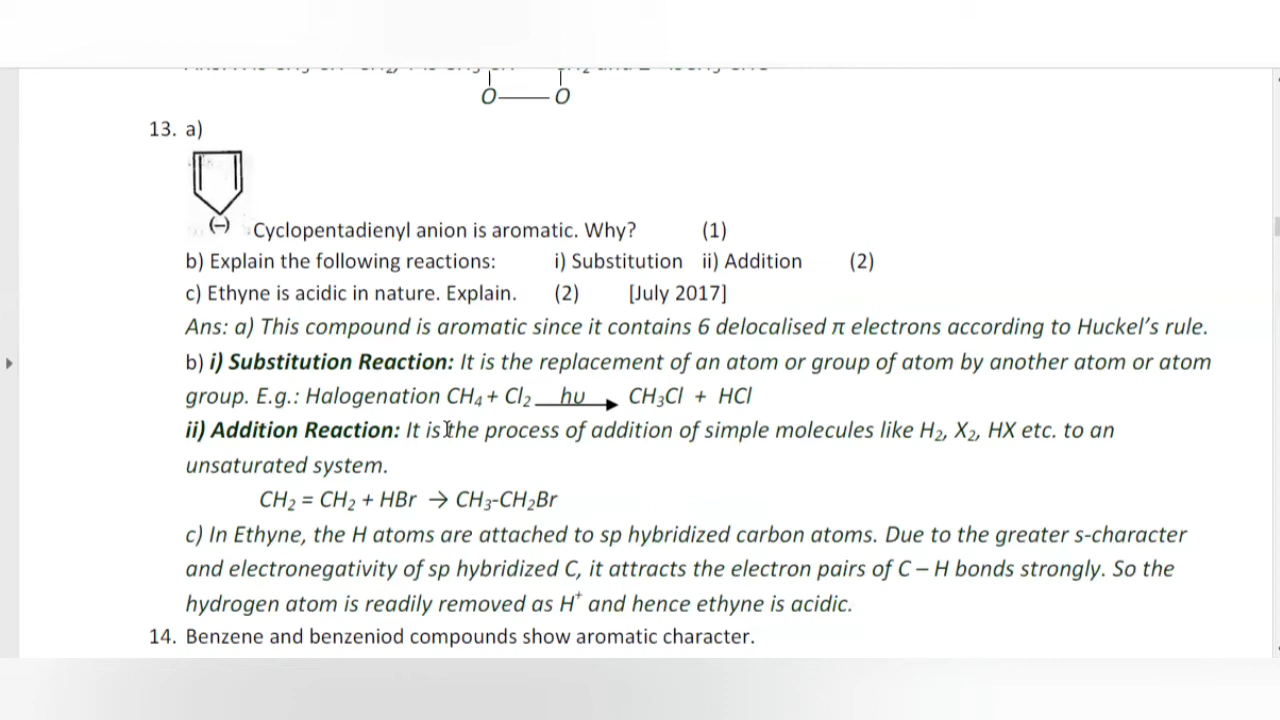 O O
13. a)
(-) Cyclopentadienyl anion is aromatic. Why? (1)
b) Explain the following reactions: i) Substitution ii) Addition (2)
c) Ethyne is acidic in nature. Explain. (2) [July 2017]
Ans: a) This compound is aromatic since it contains 6 delocalised π electrons according to Huckel’s rule.
b) i) Substitution Reaction: It is the replacement of an atom or group of atom by another atom or atom
group. E.g.: Halogenation CH₄ + Cl₂ hυ → CH₃Cl + HCl
ii) Addition Reaction: It is the process of addition of simple molecules like H₂, X₂, HX etc. to an
unsaturated system.
CH₂ = CH₂ + HBr → CH₃-CH₂Br
c) In Ethyne, the H atoms are attached to sp hybridized carbon atoms. Due to the greater s-character
and electronegativity of sp hybridized C, it attracts the electron pairs of C – H bonds strongly. So the
hydrogen atom is readily removed as H⁺ and hence ethyne is acidic.
14. Benzene and benzeniod compounds show aromatic character.